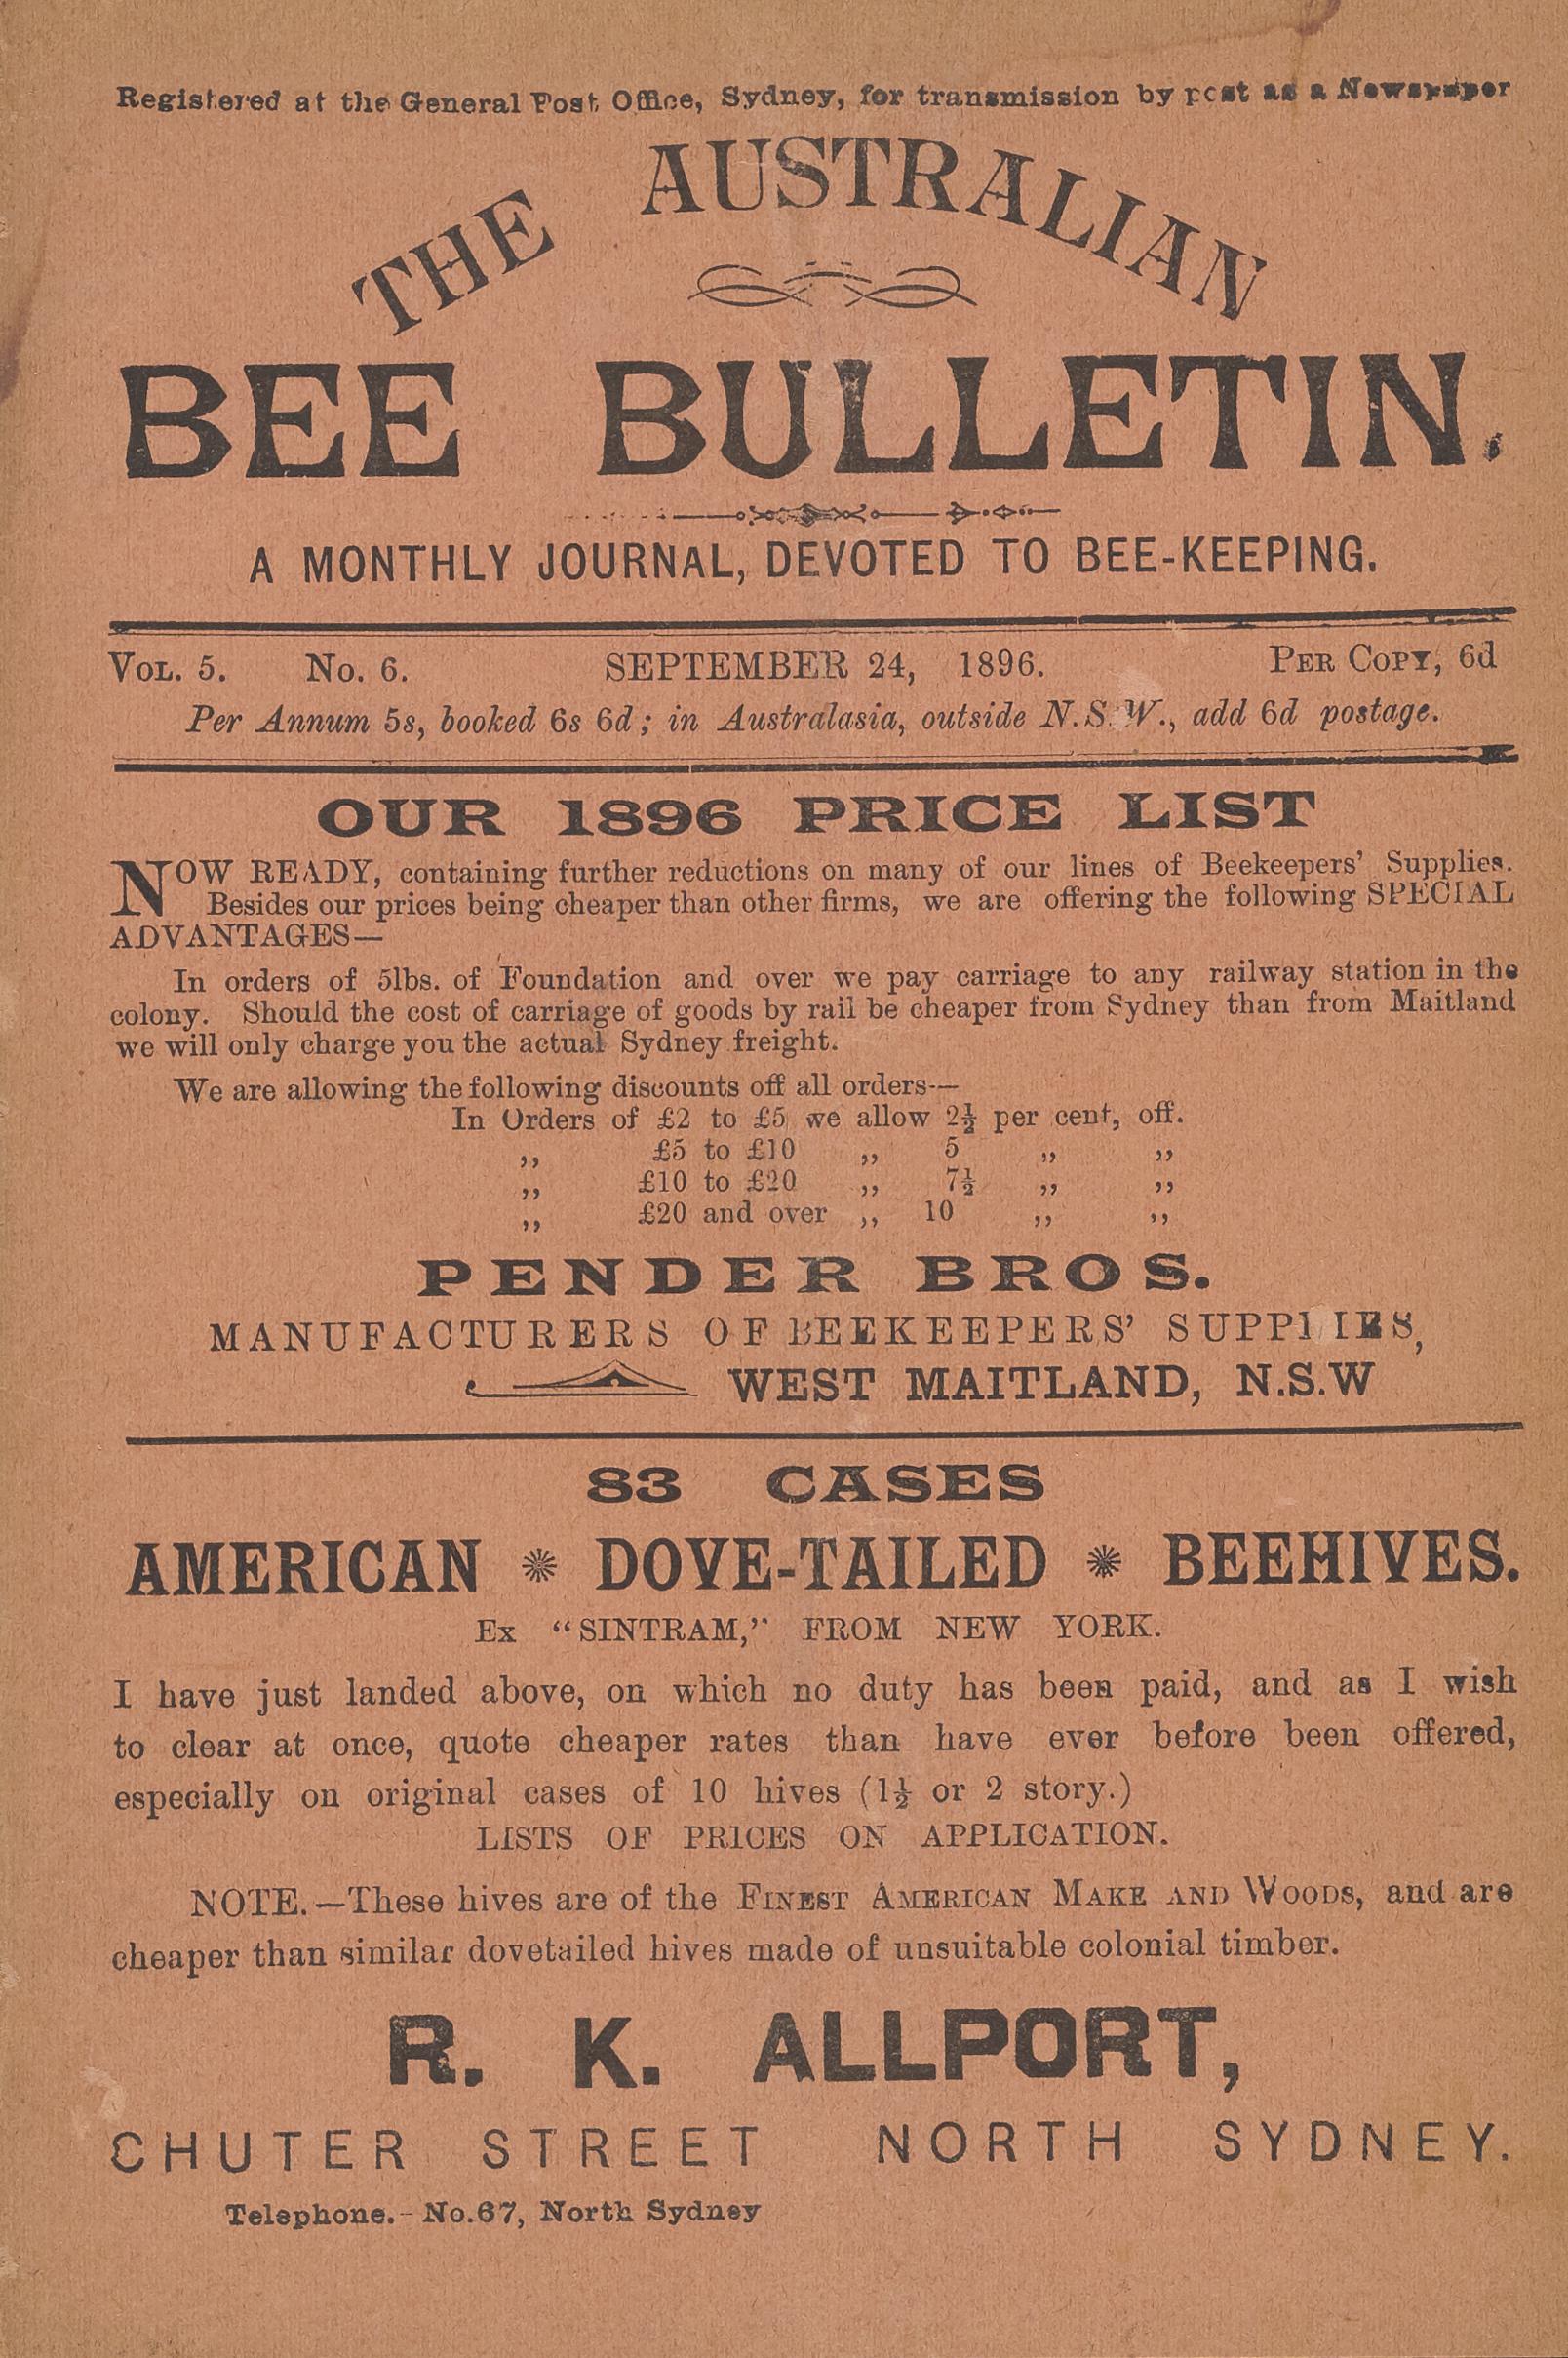 Registered at the General Post Office, Sydney, for transmission by post as a Newspaper
THE AUSTRALIAN
BEE BULLETIN.
A MONTHLY JOURNAL, DEVOTED TO BEE-KEEPING.
VOL. 5. No. 6. SEPTEMBER 24, 1896. PER COPY, 6d
Per Annum 5s, booked 6s 6d; in Australasia, outside N.S.W., add 6d postage.
OUR 1896 PRICE LIST
NOW READY, containing further reductions on many of our lines of Beekeepers' Supplies.
Besides our prices being cheaper than other firms, we are offering the following SPECIAL
ADVANTAGES—
In orders of 5lbs. of Foundation and over we pay carriage to any railway station in the
colony. Should the cost of carriage of goods by rail be cheaper from Sydney than from Maitland
we will only charge you the actual Sydney freight.
We are allowing the following discounts off all orders--—
In Orders of £2 to £5 we allow 2½ per cent, off.
,, £5 to £10 ,, 5 ,, ,,
,, £10 to £20 ,, 7½ ,, ,,
,, £20 and over ,, 10 ,, ,,
PENDER BROS.
MANUFACTURERS OF BEEKEEPERS' SUPPLIES,
WEST MAITLAND, N.S.W
83 CASES
AMERICAN * DOVE-TAILED * BEEHIVES.
Ex "SINTRAM," FROM NEW YORK.
I have just landed above, on which no duty has been paid, and as I wish
to clear at once, quote cheaper rates than have ever before been offered,
especially on original cases of 10 hives (1½ or 2 story.)
LISTS OF PRICES ON APPLICATION.
NOTE.—These hives are of the FINEST AMERICAN MAKE AND WOODS, and are
cheaper than similar dovetailed hives made of unsuitable colonial timber.
R. K. ALLPORT,
CHUTER STREET NORTH SYDNEY.
Telephone.- No.67, North Sydney